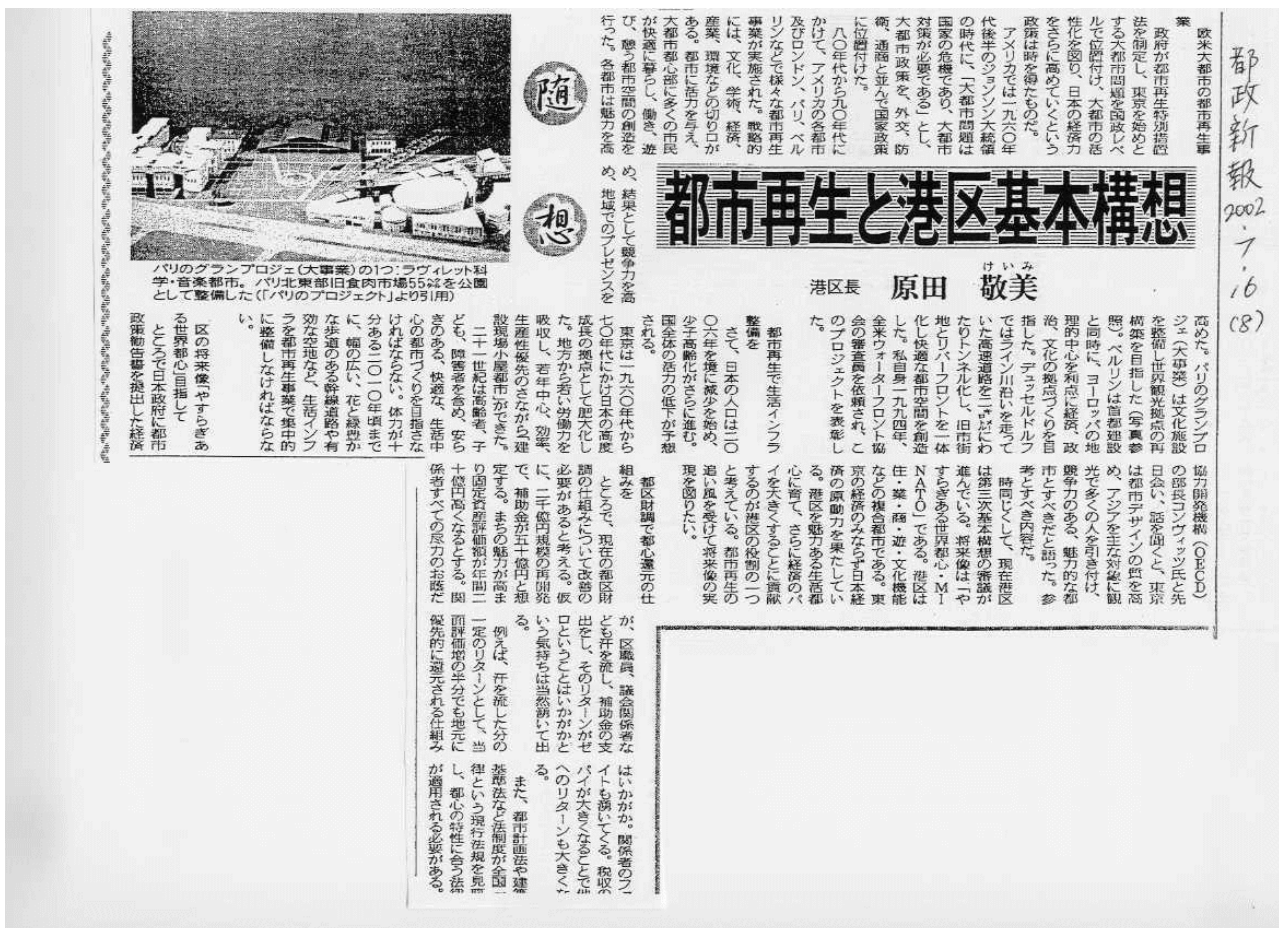 都政新報
2002.7.16
(8)
都市再生と港区基本構想
港区長 原田 敬美
けいみ
随想
欧米大都市の都市再生事
業
政府が都市再生特別措置
法を制定し、東京を始めと
する大都市問題を国政レベ
ルで位置付け、大都市の活
性化を図り、日本の経済力
をさらに高めていくという
政策は時を得たものだ。
アメリカでは一九六〇年
代後半のジョンソン大統領
の時代に、「大都市問題は
国家の危機であり、大都市
対策が必要である」とし、
大都市政策を、外交、防
衛、通商と並んで国家政策
に位置付けた。
八〇年代から九〇年代に
かけて、アメリカの各都市
及びロンドン、パリ、ベル
リンなどで様々な都市再生
事業が実施された。戦略的
には、文化、学術、経済、
産業、環境などの切り口が
ある。都市に活力を与え、
大都市都心部に多くの市民
が快適に暮らし、働き、遊
び、憩う都市空間の創造を
行った。各都市は魅力を高
め、結果として競争力を高
め、地域でのプレゼンスを
パリのグランプロジェ(大事業)の1つ:ラヴィレット科
学・音楽都市。パリ北東部旧食肉市場55㌶を公園
として整備した(「パリのプロジェクト」より引用)
高めた。パリのグランプロ
ジェ(大事業)は文化施設
を整備し世界観光拠点の再
構築を目指した(写真参
照)。ベルリンは首都建設
と同時に、ヨーロッパの地
理的中心を利点に経済、政
治、文化の拠点づくりを目
指した。デュッセルドルフ
ではライン川沿いを走って
いた高速道路を二㌔にわ
たりトンネル化し、旧市街
地とリバーフロントを一体
化し快適な都市空間を創造
した。私自身一九九四年、
全米ウォーターフロント協
会の審査員を依頼され、こ
のプロジェクトを表彰し
た。
都市再生で生活インフラ
整備を
さて、日本の人口は二〇
〇六年を境に減少を始め、
少子高齢化がさらに進む。
国全体の活力の低下が予想
される。
東京は一九六〇年代から
七〇年代にかけ日本の高度
成長の拠点として肥大化し
た。地方から若い労働力を
吸収し、若年中心、効率、
生産性優先のさながら「建
設現場小屋都市」ができた。
二十一世紀は高齢者、子
ども、障害者を含め、安ら
ぎのある、快適な、生活中
心の都市づくりを目指さな
ければならない。体力が十
分ある二〇一〇年頃まで
に、幅の広い、花と緑豊か
な歩道のある幹線道路や有
効な空地など、生活インフ
ラを都市再生事業で集中的
に整備しなければならな
い。
区の将来像「やすらぎあ
る世界都心」目指して
ところで日本政府に都市
政策勧告書を提出した経済
協力開発機構(OECD)
の部長コンヴィッツ氏と先
日会い、話を聞くと、東京
は都市デザインの質を高
め、アジアを主な対象に観
光で多くの人を引き付け、
競争力のある、魅力的な都
市とすべきだと語った。参
考とすべき内容だ。
時同じくして、現在港区
は第三次基本構想の審議が
進んでいる。将来像は「や
すらぎある世界都心・MI
NATO」である。港区は
住・業・商・遊・文化機能
などの複合都市である。東
京の経済のみならず日本経
済の原動力を果たしてい
る。港区を魅力ある生活都
心に育て、さらに経済のパ
イを大きくすることに貢献
するのが港区の役割の一つ
と考えている。都市再生の
追い風を受けて将来像の実
現を図りたい。
都区財調で都心還元の仕
組みを
ところで、現在の都区財
調の仕組みについて改善の
必要があると考える。仮
に、二千億円規模の再開発
で、補助金が五十億円と想
定する。まちの魅力が高ま
り固定資産評価額が年間二
十億円高くなるとする。関
係者すべての尽力のお蔭だ
が、区職員、議会関係者な
ども汗を流し、補助金の支
出をし、そのリターンがゼ
ロということはいかがかと
いう気持ちは当然湧いて出
る。
例えば、汗を流した分の
一定のリターンとして、当
面評価増の半分でも地元に
優先的に還元される仕組み
はいかがか。関係者のファ
イトも湧いてくる。税収の
パイが大きくなることで他
へのリターンも大きくな
る。
また、都市計画法や建築
基準法など法制度が全国一
律という現行法規を見直
し、都心の特性に合う法律
が適用される必要がある。